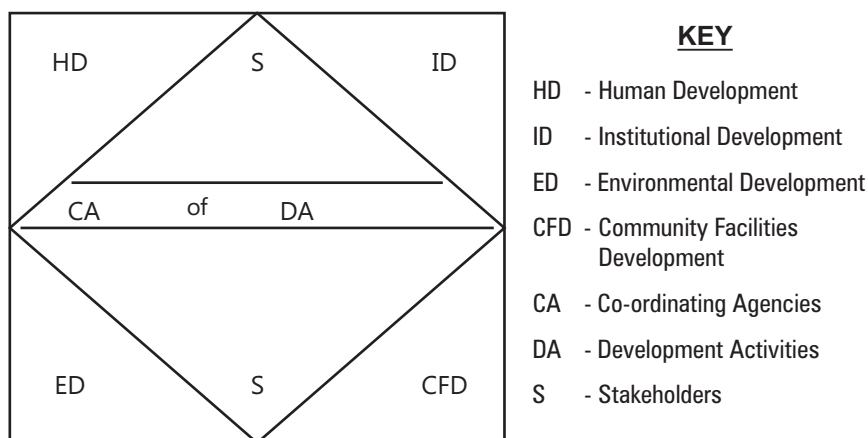 HD S ID
CA of DA
ED S CFD
KEY
HD - Human Development
ID - Institutional Development
ED - Environmental Development
CFD - Community Facilities
Development
CA - Co-ordinating Agencies
DA - Development Activities
S - Stakeholders